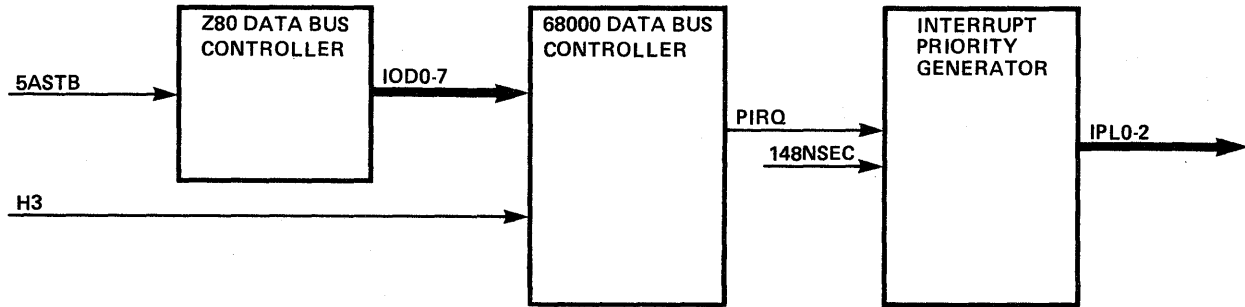 Z80 DATA BUS
CONTROLLER
68000 DATA BUS
CONTROLLER
INTERRUPT
PRIORITY
GENERATOR
5ASTB
IOD0-7
PIRQ
148NSEC
IPL0-2
H3